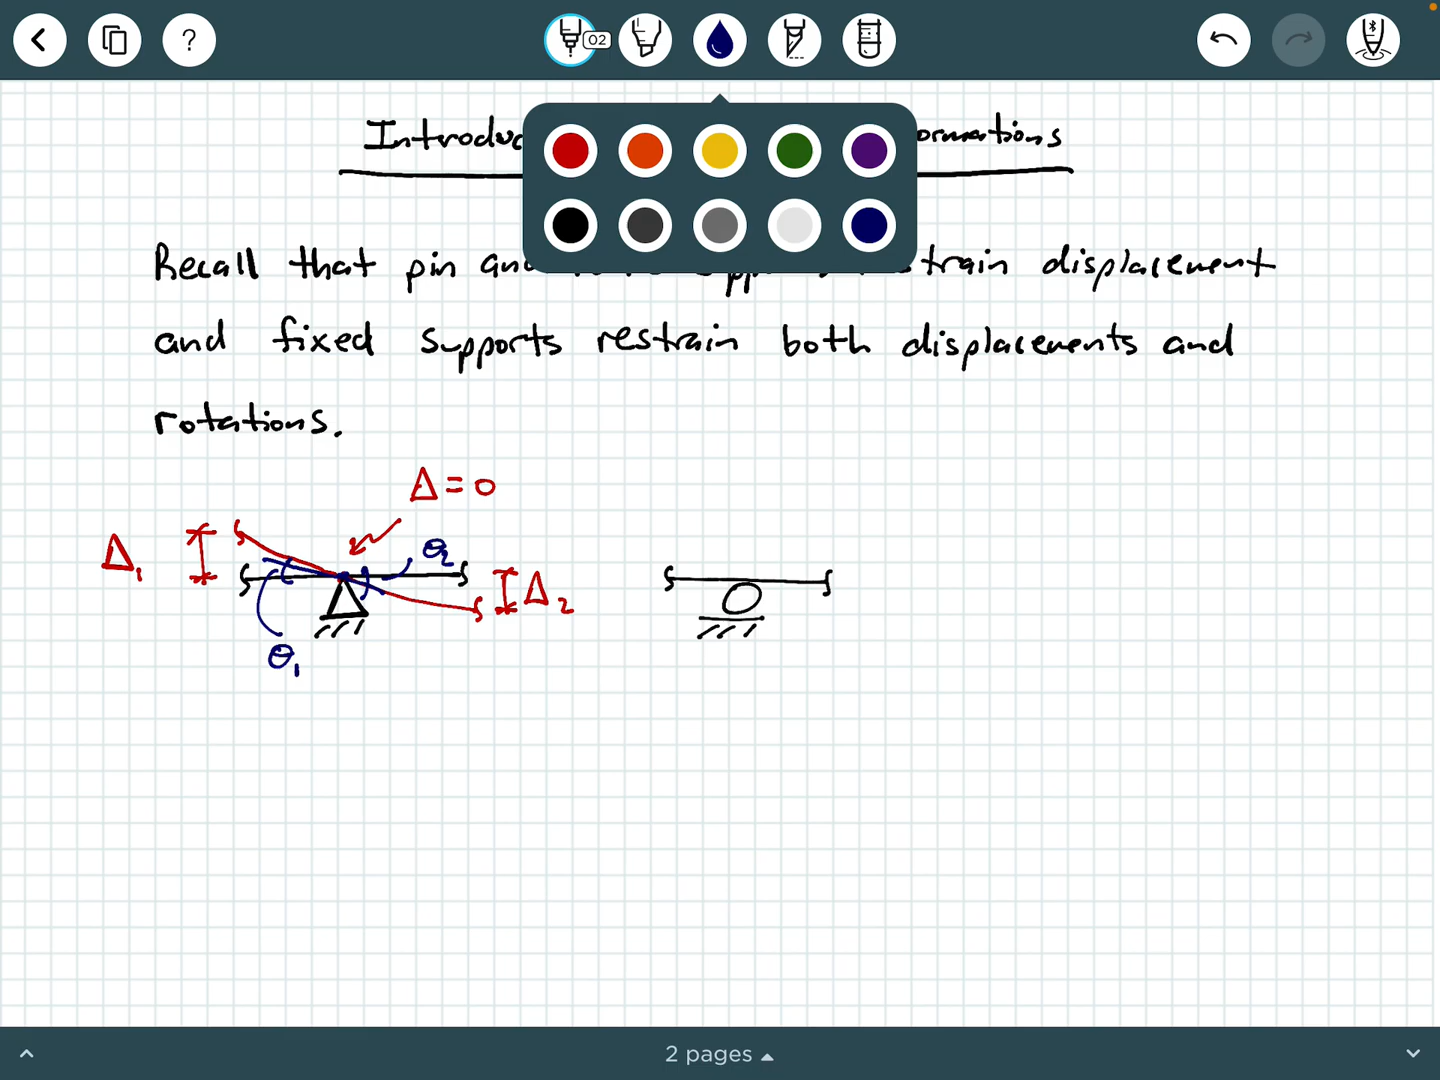 ?
02
Introduc ormations
Recall that pin and train displacement
and fixed supports restrain both displacements and
rotations.
Δ = 0
Δ₁
θ₂
Δ₂
θ₁
2 pages